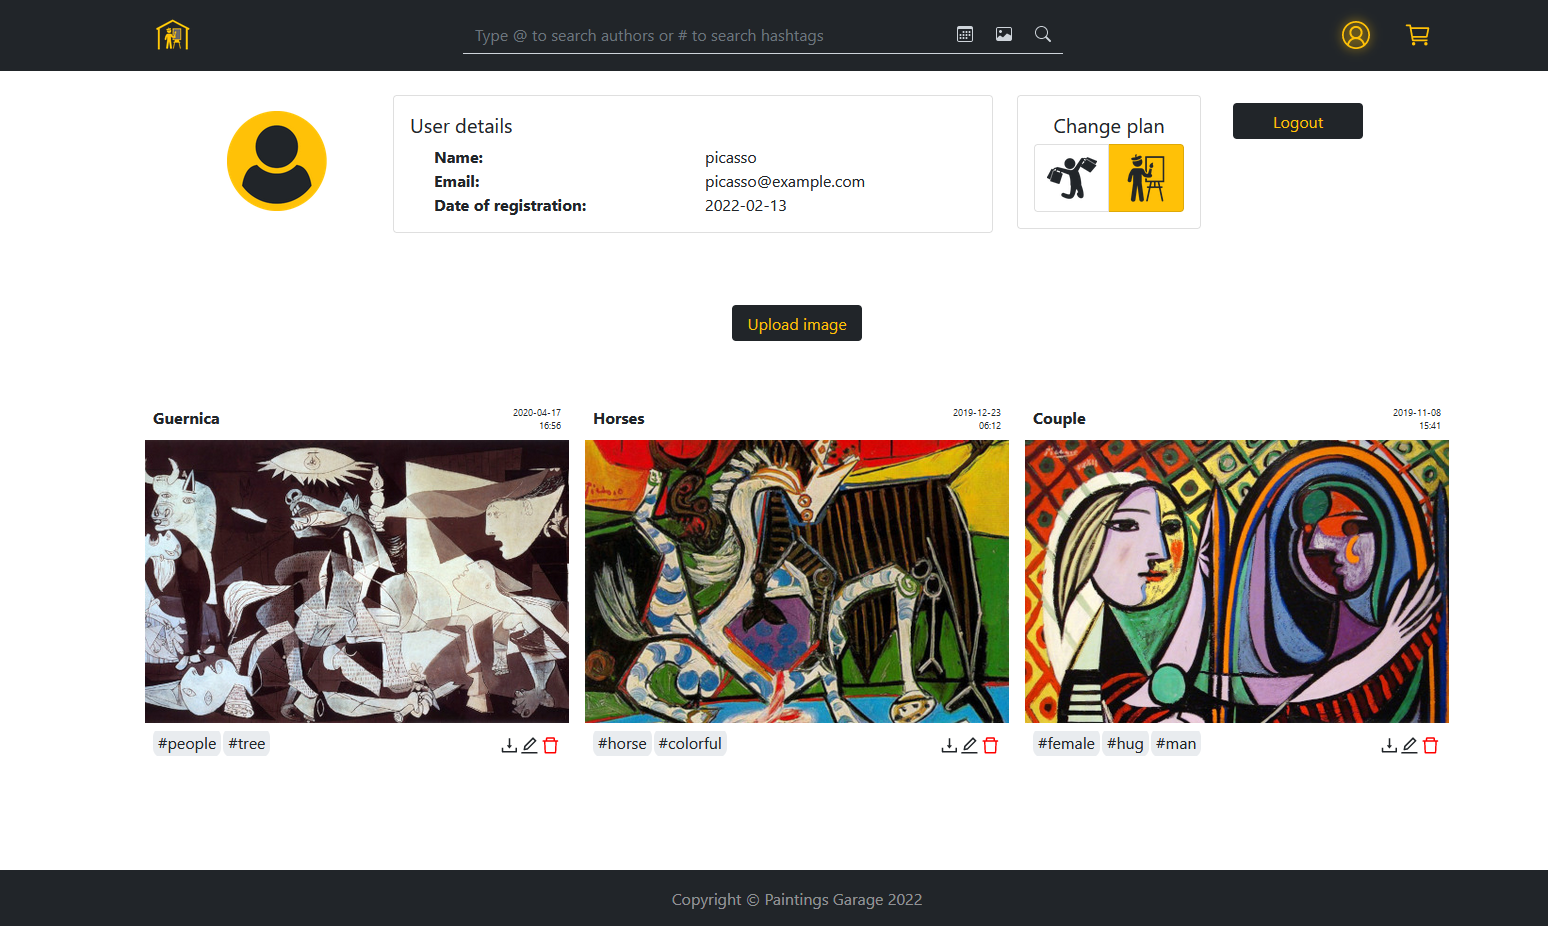 Type @ to search authors or # to search hashtags
User details
Name: picasso
Email: picasso@example.com
Date of registration: 2022-02-13
Change plan
Logout
Upload image
Guernica 2020-04-17
16:56
Horses 2019-12-23
06:12
Couple 2019-11-08
15:41
Picasso
#people #tree
#horse #colorful
#female #hug #man
Copyright © Paintings Garage 2022